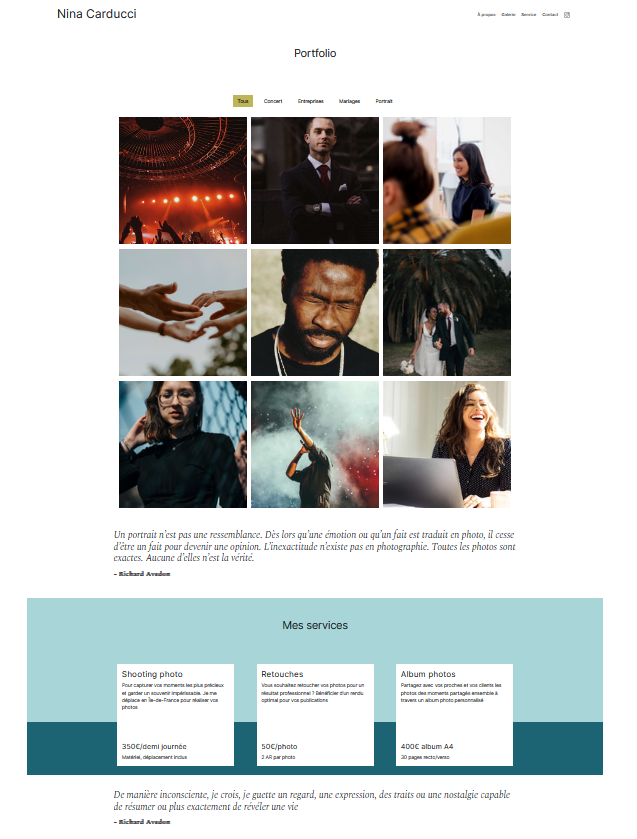 Nina Carducci
À propos Galerie Service Contact
Portfolio
Tous Concert Entreprises Mariages Portrait
Un portrait n'est pas une ressemblance. Dès lors qu'une émotion ou qu'un fait est traduit en photo, il cesse
d'être un fait pour devenir une opinion. L'inexactitude n'existe pas en photographie. Toutes les photos sont
exactes. Aucune d'elles n'est la vérité.
- Richard Avedon
Mes services
Shooting photo
Pour capturer vos moments les plus précieux
et garder un souvenir impérissable. Je me
déplace en Île-de-France pour réaliser vos
photos
350€/demi journée
Matériel, déplacement inclus
Retouches
Vous souhaitez retoucher vos photos pour un
résultat professionnel ? Bénéficier d'un rendu
optimal pour vos publications
50€/photo
2 AR par photo
Album photos
Partagez avec vos proches et vos clients les
photos des moments partagés ensemble à
travers un album photo personnalisé
400€ album A4
30 pages recto/verso
De manière inconsciente, je crois, je guette un regard, une expression, des traits ou une nostalgie capable
de résumer ou plus exactement de révéler une vie
- Richard Avedon